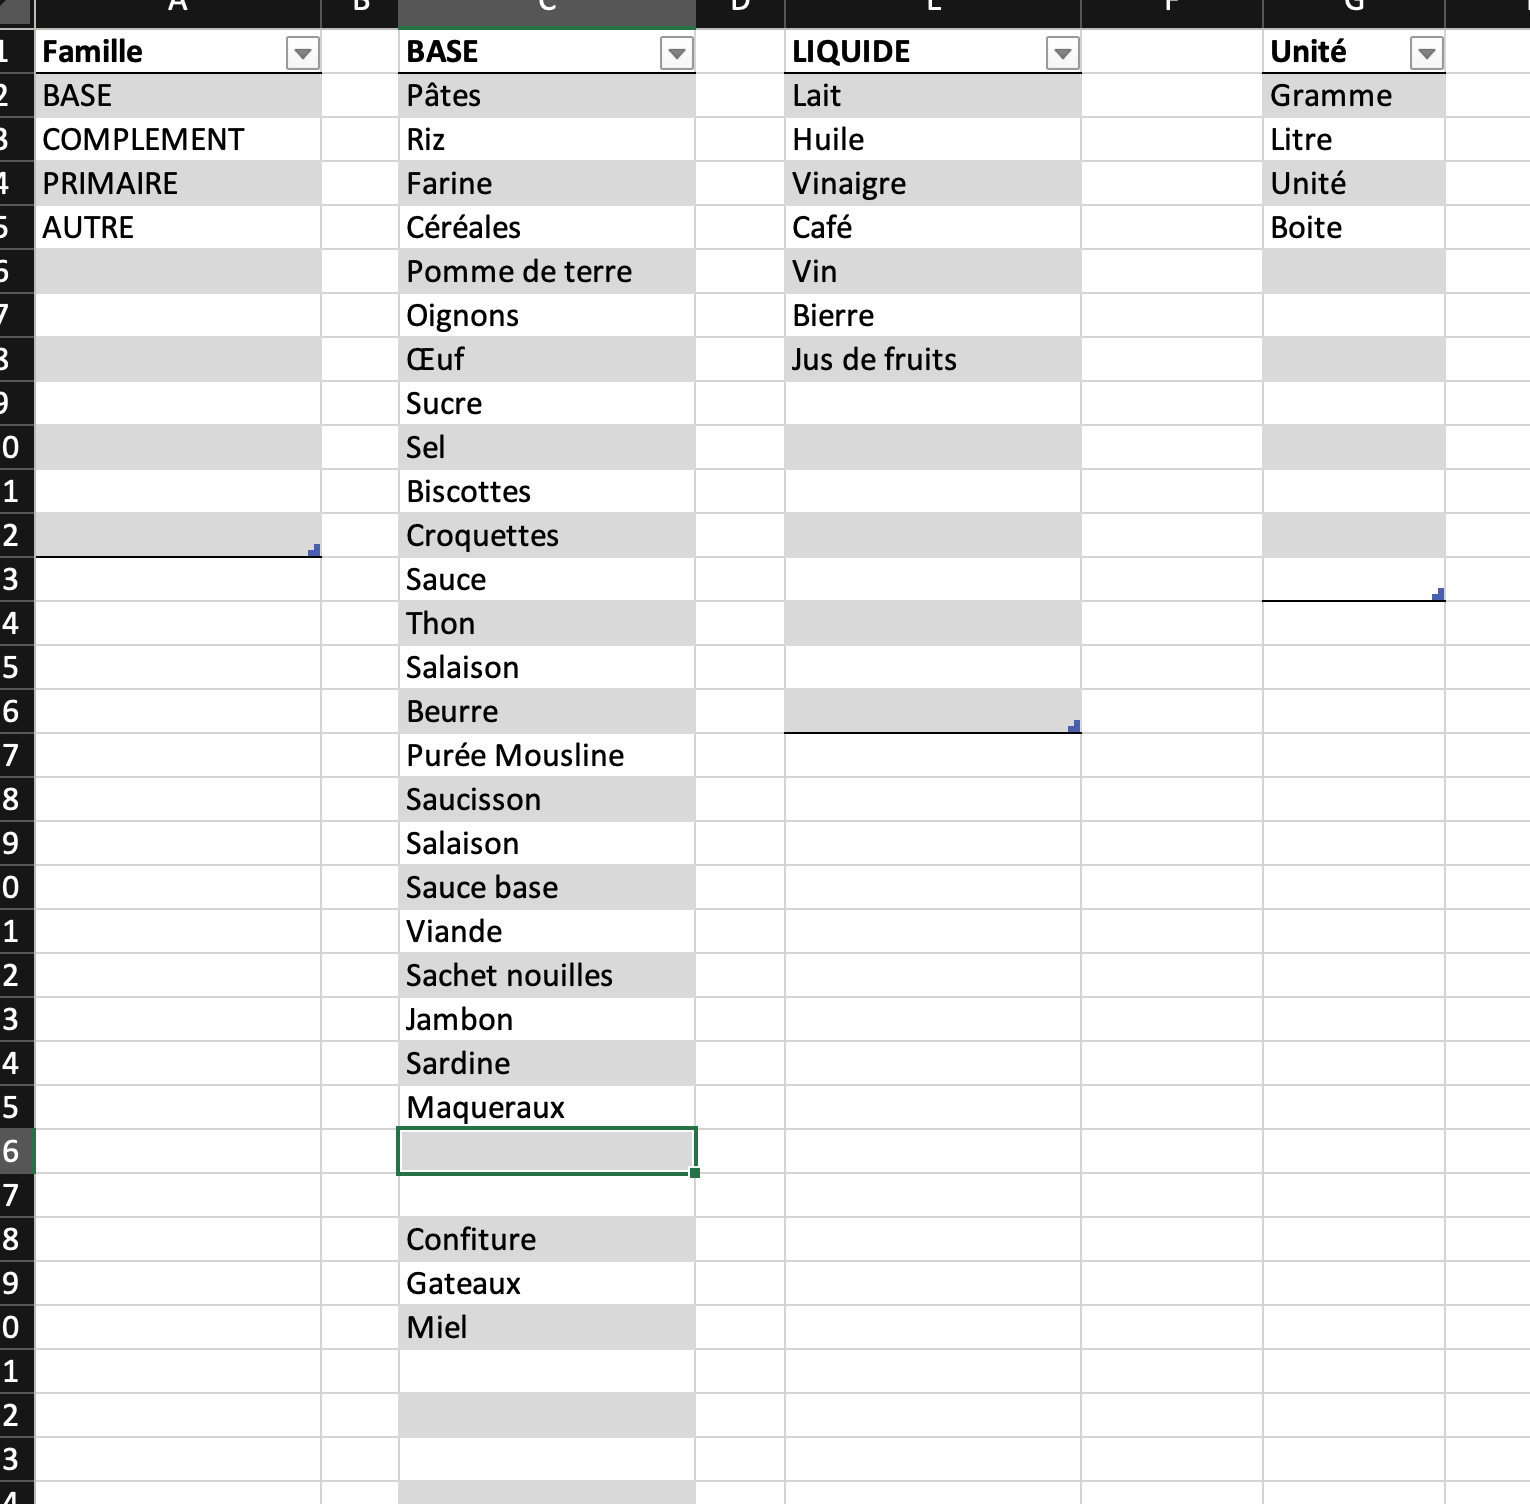 A B C D E F G
1 Famille BASE LIQUIDE Unité
2 BASE Pâtes Lait Gramme
3 COMPLEMENT Riz Huile Litre
4 PRIMAIRE Farine Vinaigre Unité
5 AUTRE Céréales Café Boite
6 Pomme de terre Vin
7 Oignons Bierre
8 Œuf Jus de fruits
9 Sucre
0 Sel
1 Biscottes
2 Croquettes
3 Sauce
4 Thon
5 Salaison
6 Beurre
7 Purée Mousline
8 Saucisson
9 Salaison
0 Sauce base
1 Viande
2 Sachet nouilles
3 Jambon
4 Sardine
5 Maqueraux
6
7
8 Confiture
9 Gateaux
0 Miel
1
2
3
4